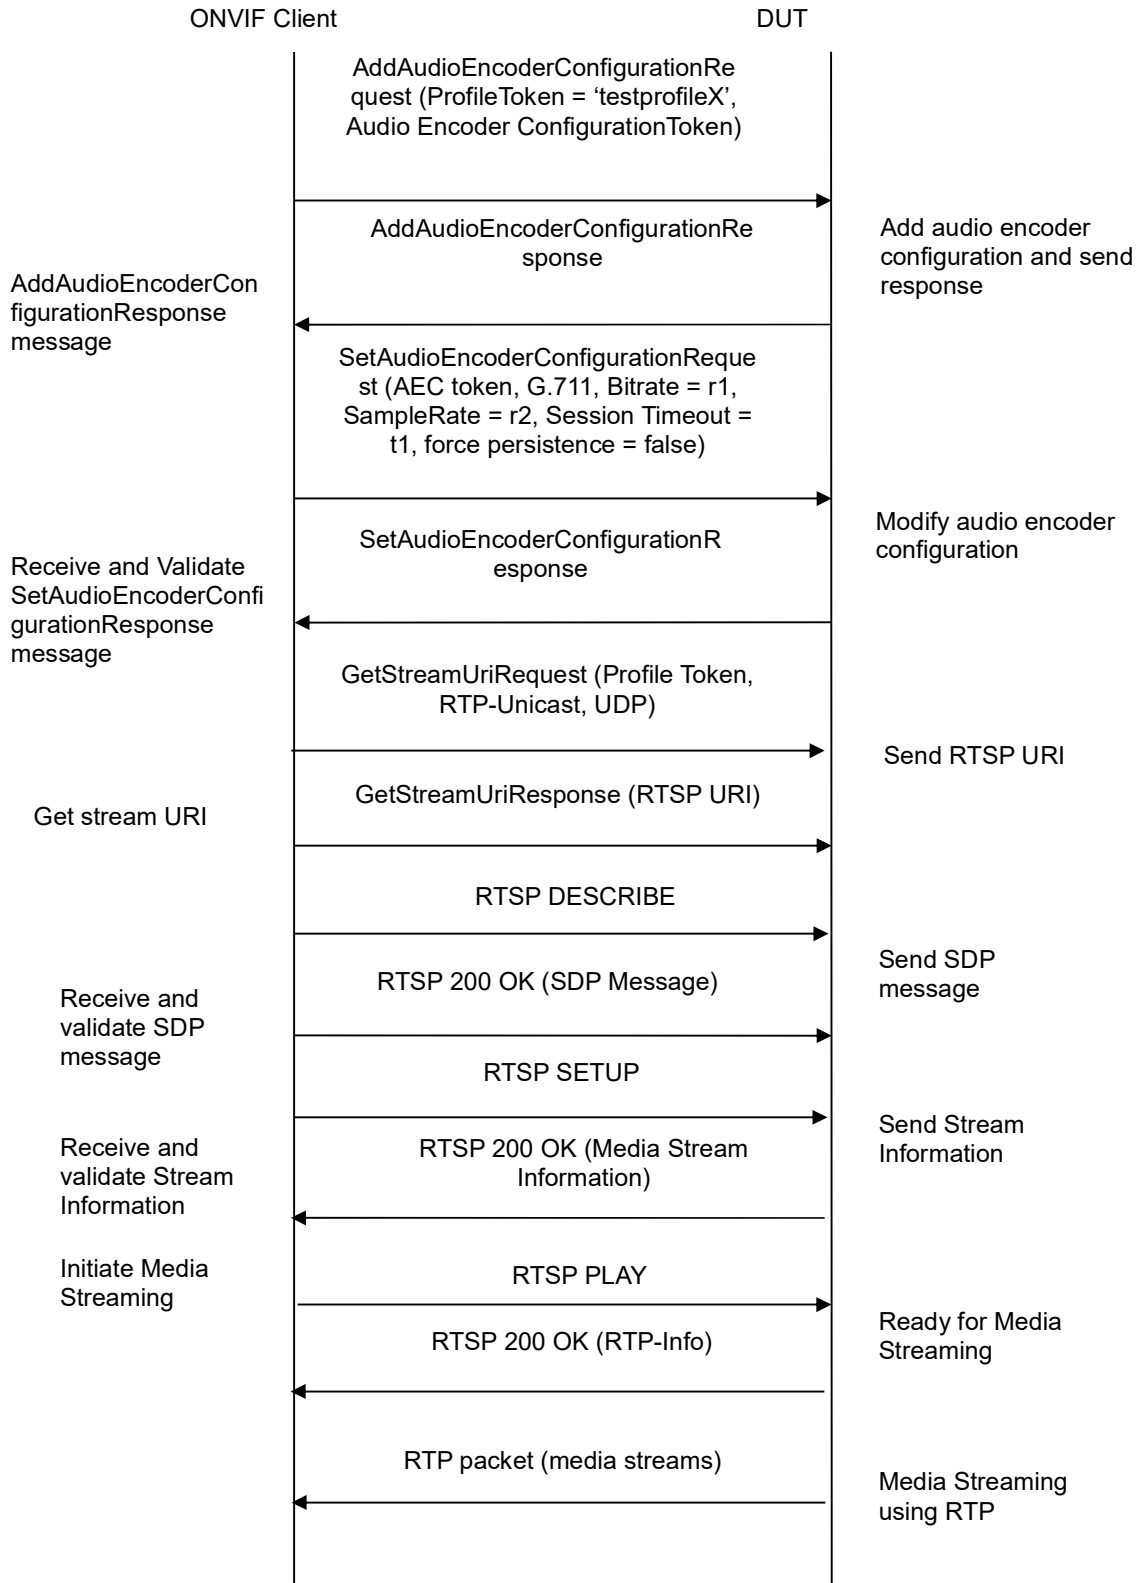 ONVIF Client
DUT
AddAudioEncoderConfigurationRe
quest (ProfileToken = ‘testprofileX’,
Audio Encoder ConfigurationToken)
AddAudioEncoderConfigurationRe
sponse
Add audio encoder
configuration and send
response
AddAudioEncoderCon
figurationResponse
message
SetAudioEncoderConfigurationReque
st (AEC token, G.711, Bitrate = r1,
SampleRate = r2, Session Timeout =
t1, force persistence = false)
Modify audio encoder
configuration
SetAudioEncoderConfigurationR
esponse
Receive and Validate
SetAudioEncoderConfi
gurationResponse
message
GetStreamUriRequest (Profile Token,
RTP-Unicast, UDP)
Send RTSP URI
GetStreamUriResponse (RTSP URI)
Get stream URI
RTSP DESCRIBE
Send SDP
message
RTSP 200 OK (SDP Message)
Receive and
validate SDP
message
RTSP SETUP
Send Stream
Information
RTSP 200 OK (Media Stream
Information)
Receive and
validate Stream
Information
Initiate Media
Streaming
RTSP PLAY
Ready for Media
Streaming
RTSP 200 OK (RTP-Info)
RTP packet (media streams)
Media Streaming
using RTP